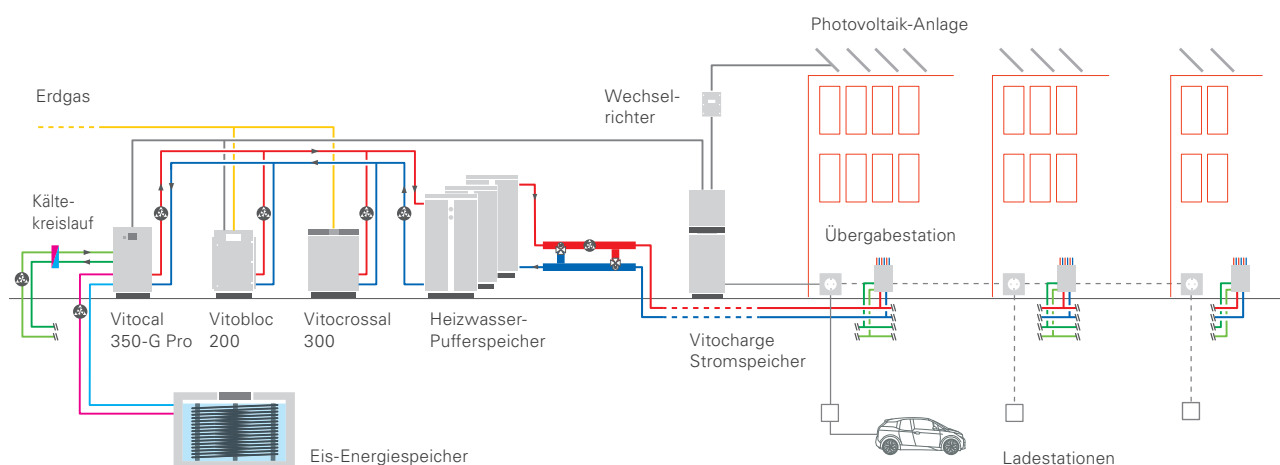 Photovoltaik-Anlage
Erdgas
Wechsel-
richter
Kälte-
kreislauf
Übergabestation
Vitocal
350-G Pro
Vitobloc
200
Vitocrossal
300
Heizwasser-
Pufferspeicher
Vitocharge
Stromspeicher
Eis-Energiespeicher
Ladestationen